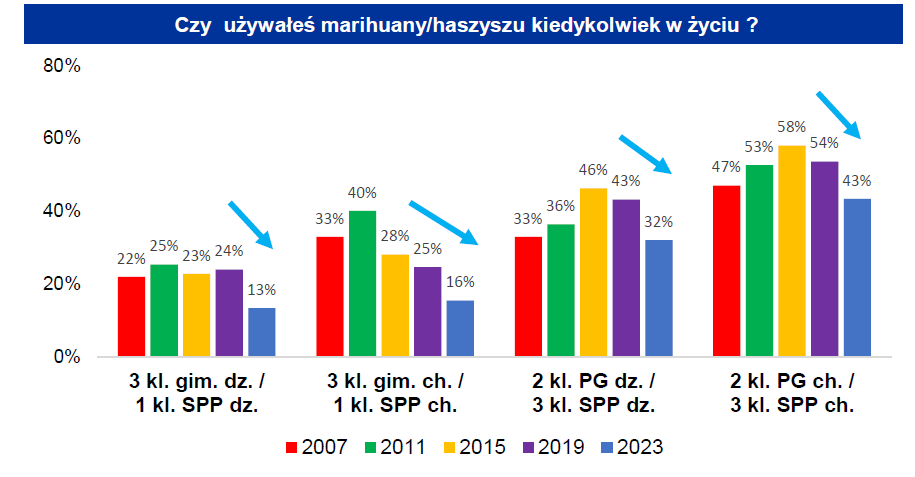 Czy  używałeś marihuany/haszyszu kiedykolwiek w życiu ?
80%
60%
40%
20%
0%
22% 25% 23% 24% 13%
33% 40% 28% 25% 16%
33% 36% 46% 43% 32%
47% 53% 58% 54% 43%
3 kl. gim. dz. /
1 kl. SPP dz.
3 kl. gim. ch. /
1 kl. SPP ch.
2 kl. PG dz. /
3 kl. SPP dz.
2 kl. PG ch. /
3 kl. SPP ch.
2007 2011 2015 2019 2023